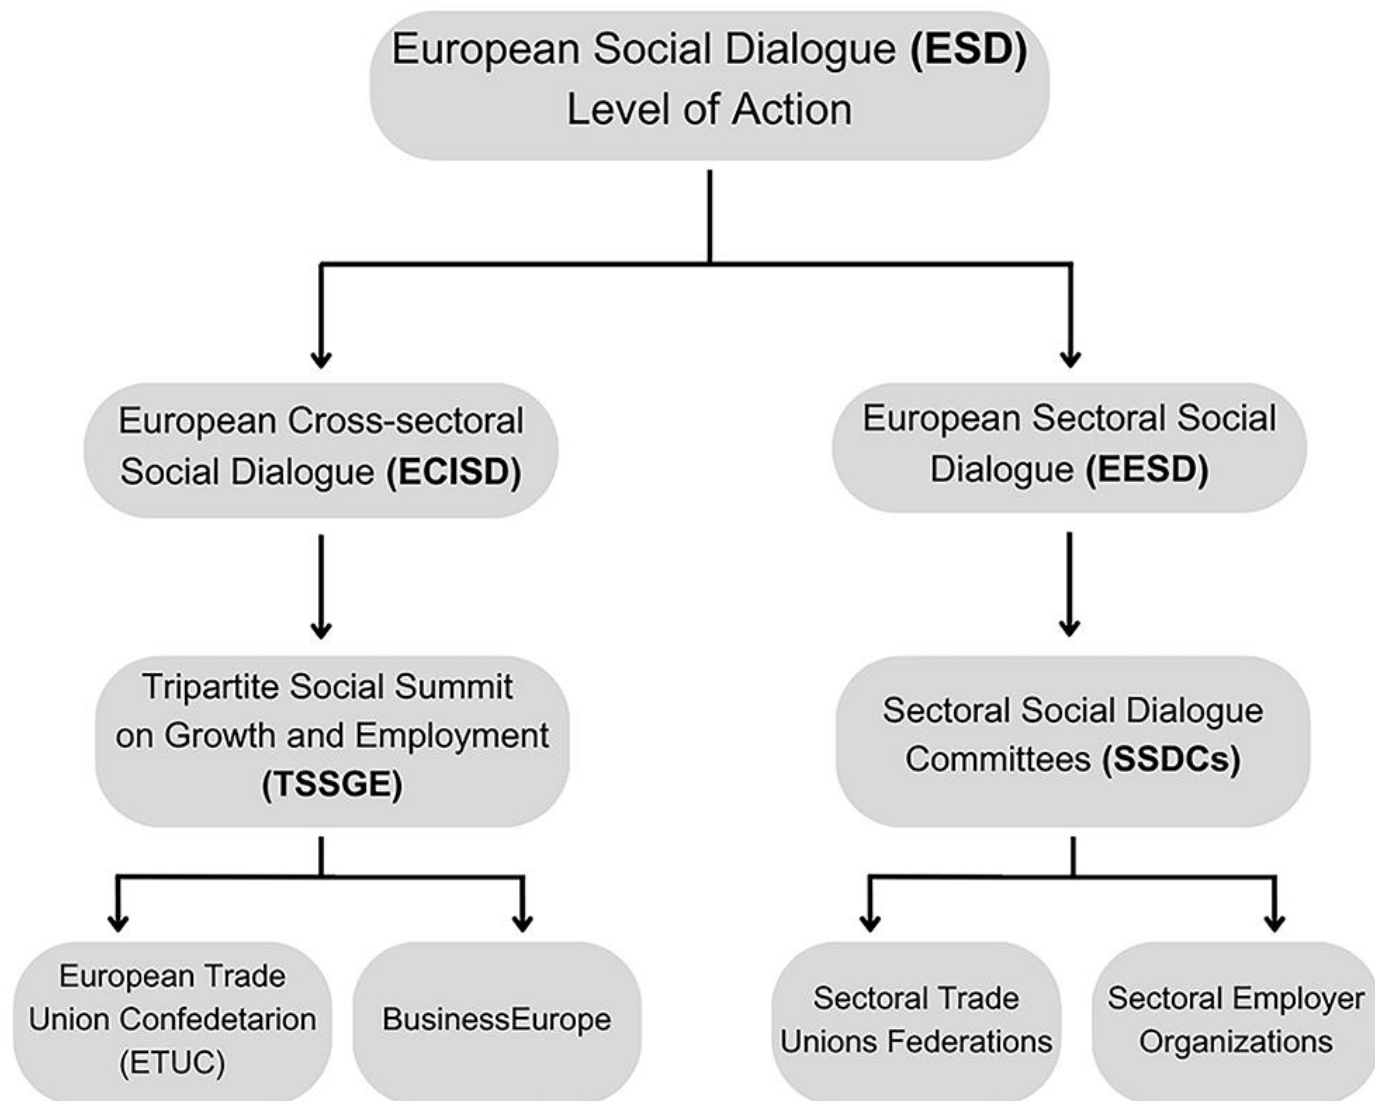 European Social Dialogue (ESD)
Level of Action
European Cross-sectoral
Social Dialogue (ECISD)
European Sectoral Social
Dialogue (EESD)
Tripartite Social Summit
on Growth and Employment
(TSSGE)
Sectoral Social Dialogue
Committees (SSDCs)
European Trade
Union Confedetarion
(ETUC)
BusinessEurope
Sectoral Trade
Unions Federations
Sectoral Employer
Organizations